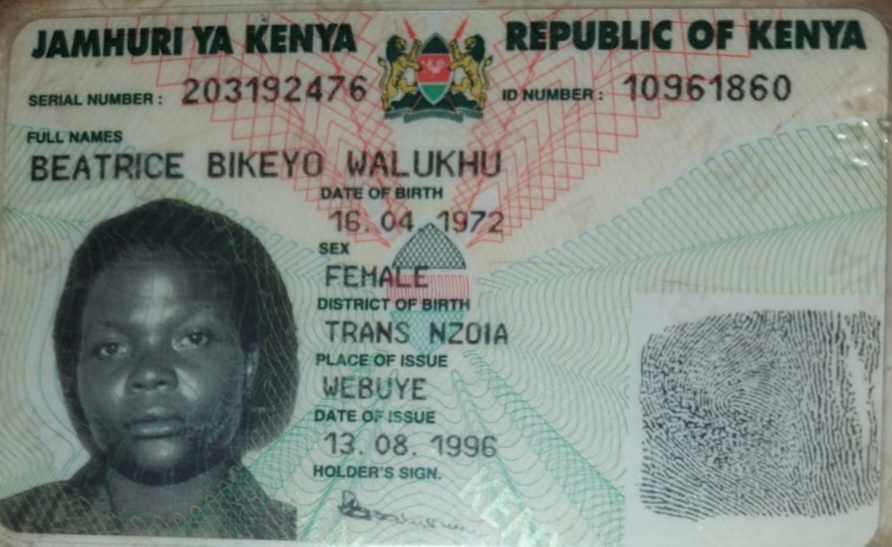 JAMHURI YA KENYA
REPUBLIC OF KENYA
SERIAL NUMBER: 203192476
ID NUMBER: 10961860
FULL NAMES
BEATRICE BIKEYO WALUKHU
DATE OF BIRTH
16.04.1972
SEX
FEMALE
DISTRICT OF BIRTH
TRANS NZOIA
PLACE OF ISSUE
WEBUYE
DATE OF ISSUE
13.08.1996
HOLDER'S SIGN.